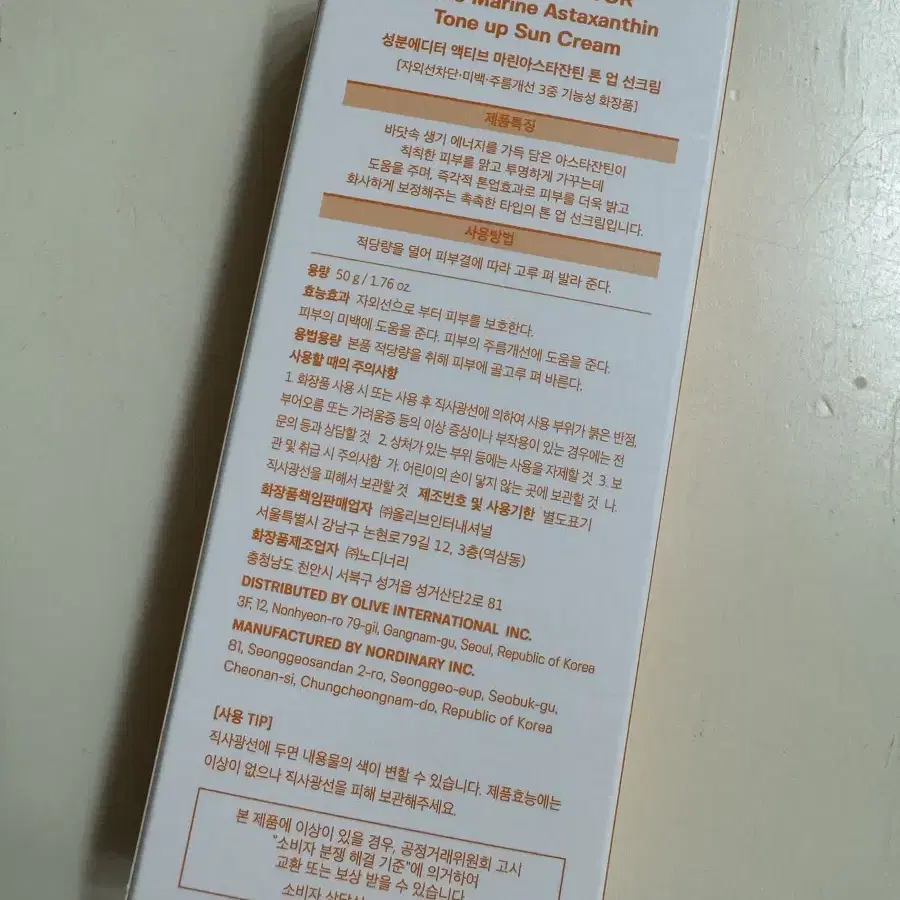 Marine Astaxanthin
Tone up Sun Cream
성분에디터 액티브 마린아스타잔틴 톤 업 선크림
[자외선차단·미백·주름개선 3중 기능성 화장품]
제품특징
바닷속 생기 에너지를 가득 담은 아스타잔틴이
칙칙한 피부를 맑고 투명하게 가꾸는데
도움을 주며, 즉각적 톤업효과로 피부를 더욱 밝고
화사하게 보정해주는 촉촉한 타입의 톤 업 선크림입니다.
사용방법
적당량을 덜어 피부결에 따라 고루 펴 발라 준다.
용량 50 g / 1.76 oz.
효능효과 자외선으로 부터 피부를 보호한다.
피부의 미백에 도움을 준다. 피부의 주름개선에 도움을 준다.
용법용량 본품 적당량을 취해 피부에 골고루 펴 바른다.
사용할 때의 주의사항
1. 화장품 사용 시 또는 사용 후 직사광선에 의하여 사용 부위가 붉은 반점,
부어오름 또는 가려움증 등의 이상 증상이나 부작용이 있는 경우에는 전
문의 등과 상담할 것 2. 상처가 있는 부위 등에는 사용을 자제할 것 3. 보
관 및 취급 시 주의사항 가. 어린이의 손이 닿지 않는 곳에 보관할 것 나.
직사광선을 피해서 보관할 것 제조번호 및 사용기한 별도표기
화장품책임판매업자 ㈜올리브인터내셔널
서울특별시 강남구 논현로79길 12, 3층(역삼동)
화장품제조업자 ㈜노디너리
충청남도 천안시 서북구 성거읍 성거산단2로 81
DISTRIBUTED BY OLIVE INTERNATIONAL INC.
3F, 12, Nonhyeon-ro 79-gil, Gangnam-gu, Seoul, Republic of Korea
MANUFACTURED BY NORDINARY INC.
81, Seonggeosandan 2-ro, Seonggeo-eup, Seobuk-gu,
Cheonan-si, Chungcheongnam-do, Republic of Korea
[사용 TIP]
직사광선에 두면 내용물의 색이 변할 수 있습니다. 제품효능에는
이상이 없으나 직사광선을 피해 보관해주세요.
본 제품에 이상이 있을 경우, 공정거래위원회 고시
"소비자 분쟁 해결 기준"에 의거하여
교환 또는 보상 받을 수 있습니다.
소비자 상담실